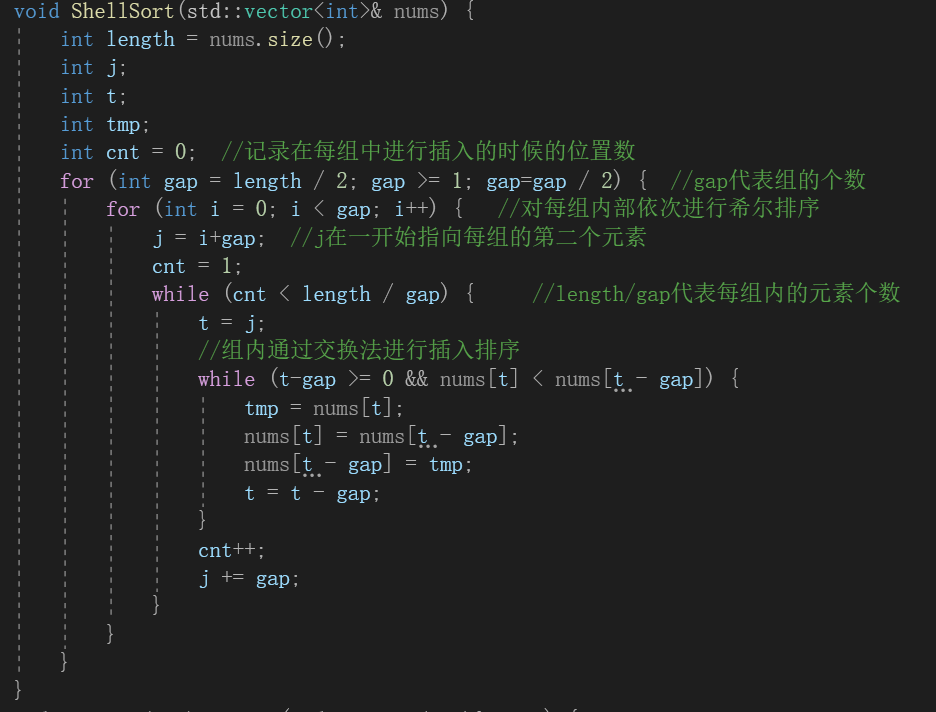 void ShellSort(std::vector<int>& nums) {
    int length = nums.size();
    int j;
    int t;
    int tmp;
    int cnt = 0;  //记录在每组中进行插入的时候的位置数
    for (int gap = length / 2; gap >= 1; gap=gap / 2) {  //gap代表组的个数
        for (int i = 0; i < gap; i++) {   //对每组内部依次进行希尔排序
            j = i+gap;  //j在一开始指向每组的第二个元素
            cnt = 1;
            while (cnt < length / gap) {     //length/gap代表每组内的元素个数
                t = j;
                //组内通过交换法进行插入排序
                while (t-gap >= 0 && nums[t] < nums[t - gap]) {
                    tmp = nums[t];
                    nums[t] = nums[t - gap];
                    nums[t - gap] = tmp;
                    t = t - gap;
                }
                cnt++;
                j += gap;
            }
        }
    }
}